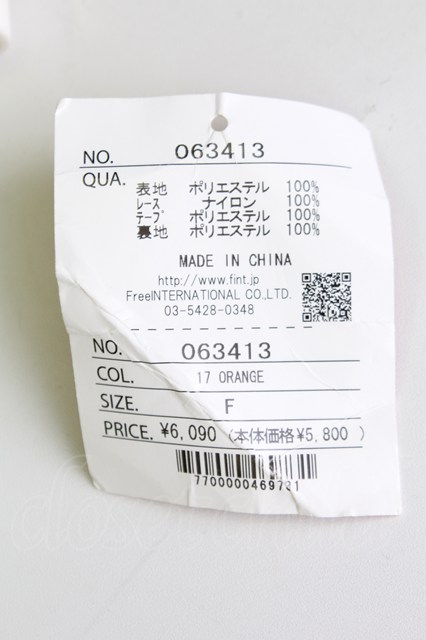 NO. 063413
QUA.
表地 ポリエステル 100%
レース ナイロン 100%
テープ ポリエステル 100%
裏地 ポリエステル 100%
MADE IN CHINA
http://www.fint.jp
FreeINTERNATIONAL CO.,LTD.
03-5428-0348
NO. 063413
COL. 17 ORANGE
SIZE. F
PRICE. ¥6,090 (本体価格¥5,800 )